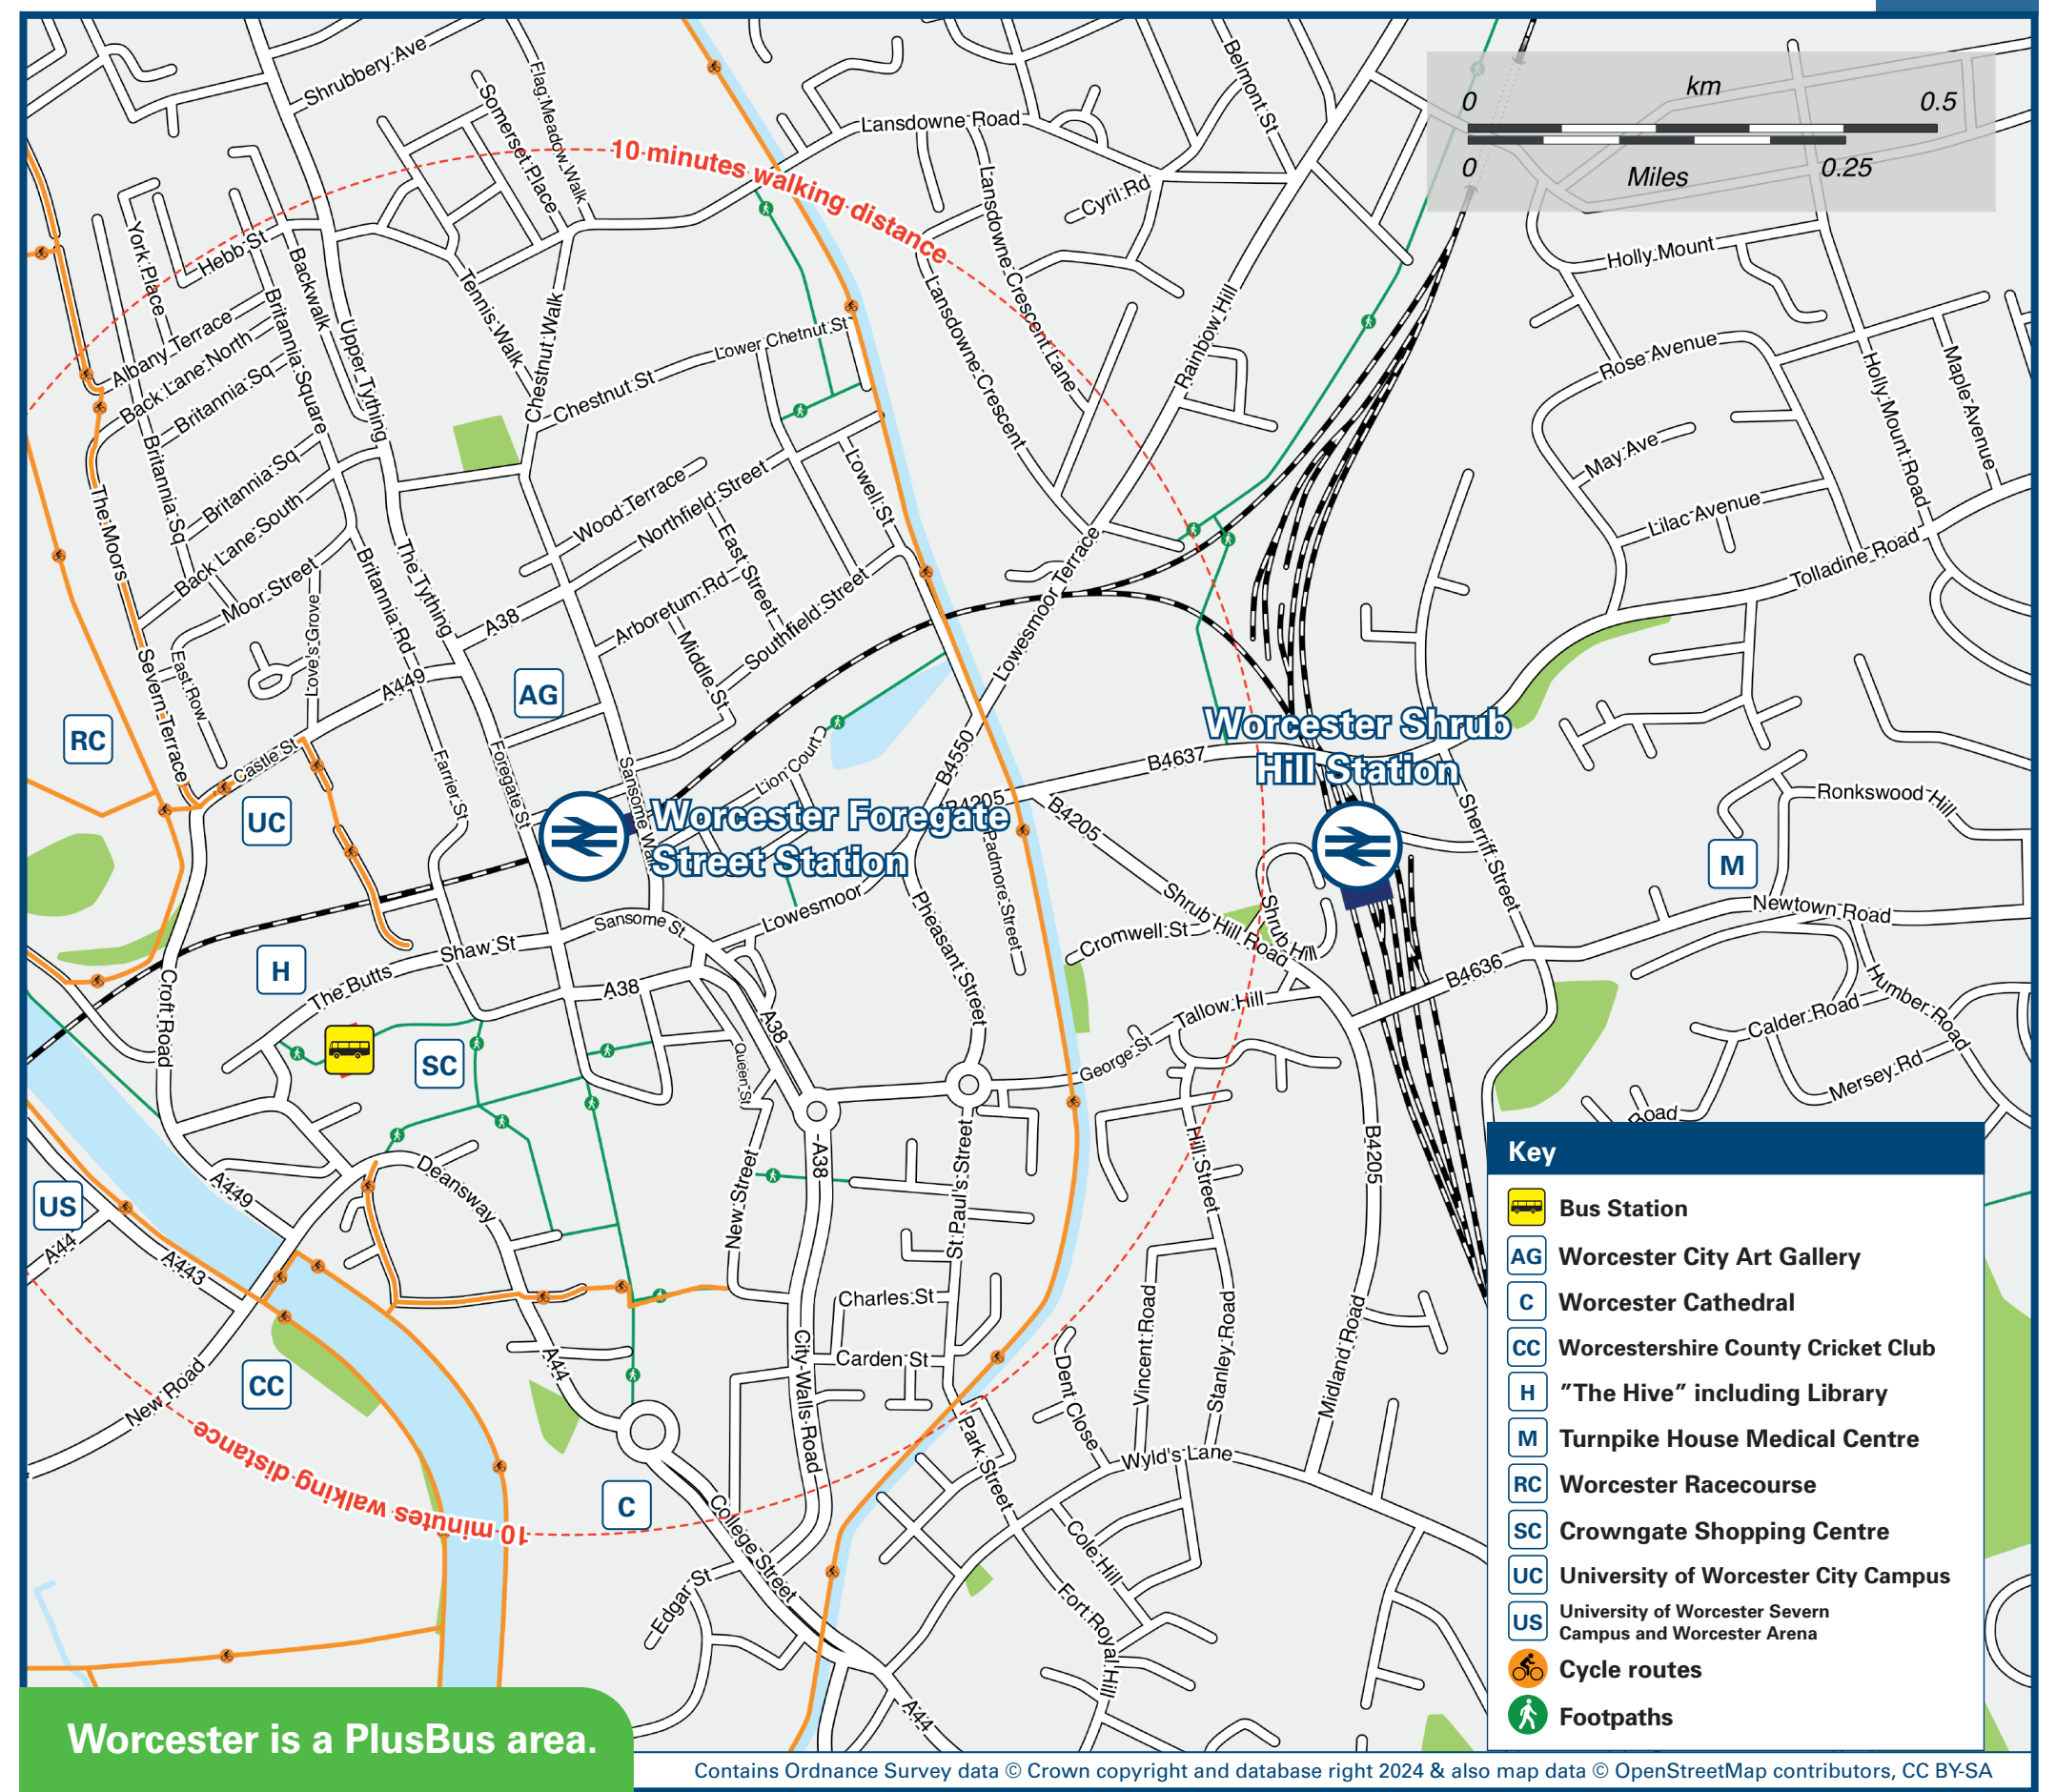 Shrubbery Ave
Flag Meadow Walk
Somerset Place
Lansdowne Road
Belmont St
km
0
0.5
0
0.25
Miles
10 minutes walking distance
York Place
Hebb St
Backwalk
Cyril Rd
Lansdowne Crescent Lane
Lansdowne Crescent
Rainbow Hill
Holly Mount
Albany Terrace
Back Lane North
Britannia Sq
Britannia Square
Upper Tything
Tennis Walk
Chestnut Walk
Lower Chetnut St
Chestnut St
Rose Avenue
Holly Mount Road
Maple Avenue
May Ave
Lilac Avenue
Tolladine Road
The Moors
Britannia Sq
Britannia Sq
Back Lane South
Moor Street
Love's Grove
Britannia Rd
The Tything
Wood Terrace
Northfield Street
Lowell St
East Street
Arboretum Rd
Southfield Street
Middle St
A38
A449
Lowesmoor Terrace
Severn Terrace
East Row
Castle St
Farrier St
Foregate St
Sansome Walk
Lion Court
B4550
B4637
B4205
B4205
RC
AG
UC
Worcester Foregate
Street Station
Worcester Shrub
Hill Station
Padmore Street
Sherriff Street
Ronkswood Hill
M
Newtown Road
Shrub Hill Road
Shrub Hill
Cromwell St
Lowesmoor
Pheasant Street
Sansome St
Shaw St
The Butts
H
Croft Road
A38
A38
SC
Queen St
Tallow Hill
George St
B4636
Humber Road
Calder Road
Mersey Rd
Road
US
A44
A449
A443
Deansway
New Street
A38
St Paul's Street
Hill Street
B4205
Charles St
Carden St
City Walls Road
Vincent Road
Stanley Road
Midland Road
Dent Close
Park Street
Wyld's Lane
CC
New Road
A44
10 minutes walking distance
C
College Street
Edgar St
Cole Hill
Fort Royal Hill
A44
Key
Bus Station
AG Worcester City Art Gallery
C Worcester Cathedral
CC Worcestershire County Cricket Club
H ”The Hive” including Library
M Turnpike House Medical Centre
RC Worcester Racecourse
SC Crowngate Shopping Centre
UC University of Worcester City Campus
US University of Worcester Severn
Campus and Worcester Arena
Cycle routes
Footpaths
Worcester is a PlusBus area.
Contains Ordnance Survey data © Crown copyright and database right 2024 & also map data © OpenStreetMap contributors, CC BY-SA